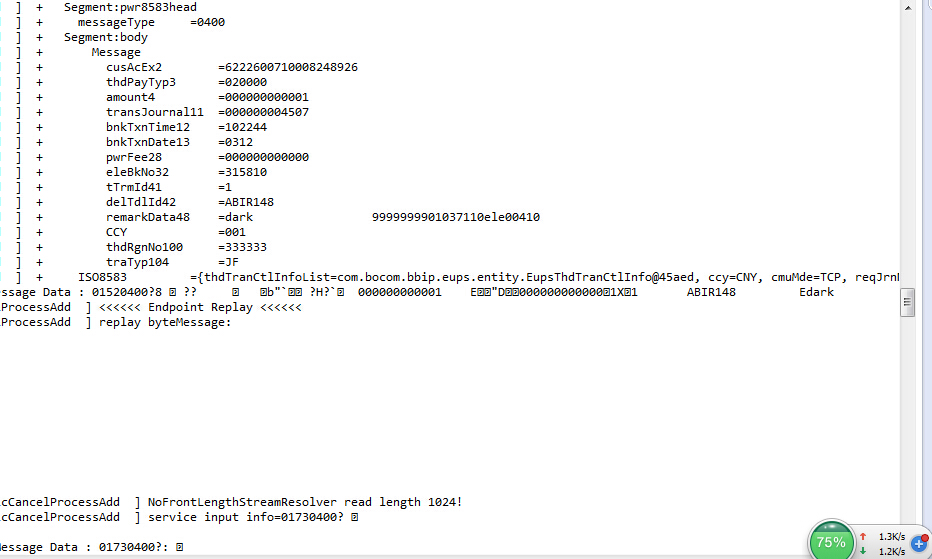 ] + Segment:pwr8583head
] + messageType =0400
] + Segment:body
] + Message
] + cusAcEx2 =6222600710008248926
] + thdPayTyp3 =020000
] + amount4 =000000000001
] + transJournal11 =000000004507
] + bnkTxnTime12 =102244
] + bnkTxnDate13 =0312
] + pwrFee28 =000000000000
] + eleBkNo32 =315810
] + tTrmId41 =1
] + delTdlId42 =ABIR148
] + remarkData48 =dark 9999999901037110ele00410
] + CCY =001
] + thdRgnNo100 =333333
] + traTyp104 =JF
] + ISO8583 ={thdTranCtlInfoList=com.bocom.bbip.eups.entity.EupsThdTranCtlInfo@45aed, ccy=CNY, cmuMde=TCP, reqJrn
ssage Data : 01520400?8 ?? b"` ?H?` 000000000001 E"D0000000000001X1 ABIR148 Edark
ProcessAdd ] <<<<<< Endpoint Replay <<<<<<
ProcessAdd ] replay byteMessage:
cCancelProcessAdd ] NoFrontLengthStreamResolver read length 1024!
cCancelProcessAdd ] service input info=01730400?
essage Data : 01730400?:
75%
1.3K/s
1.2K/s